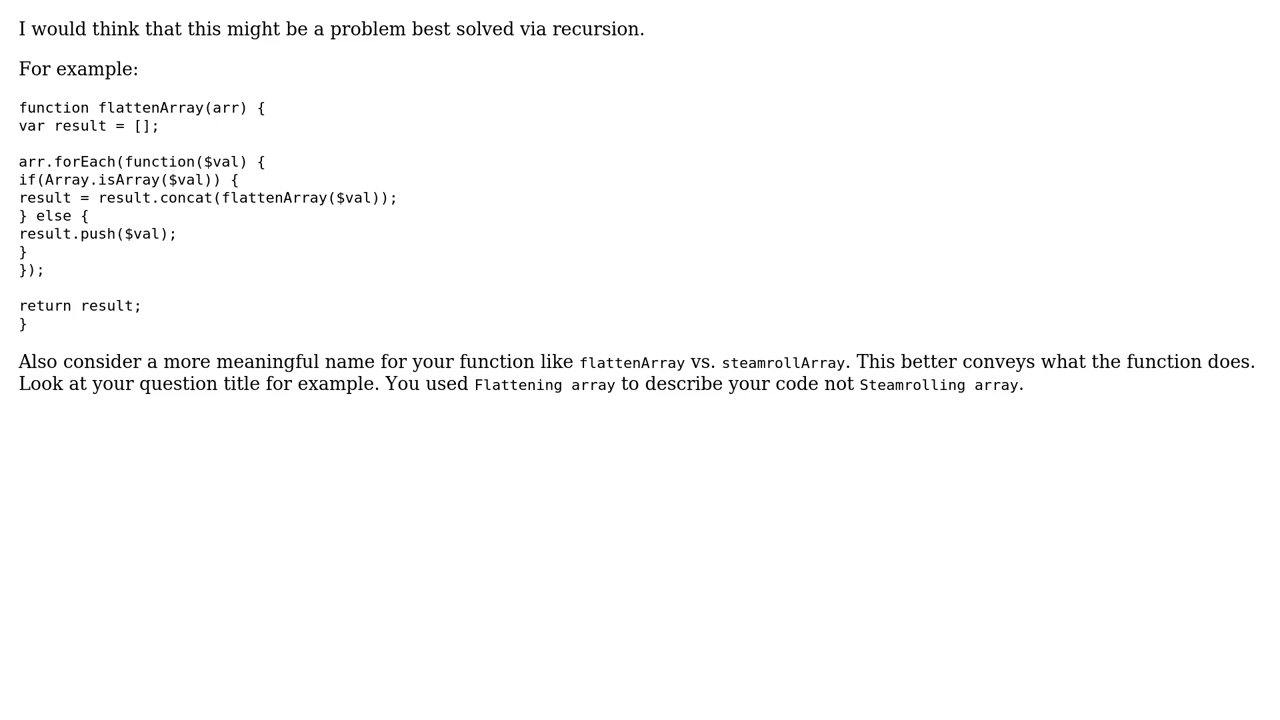 I would think that this might be a problem best solved via recursion.
For example:
function flattenArray(arr) {
var result = [];
arr.forEach(function($val) {
if(Array.isArray($val)) {
result = result.concat(flattenArray($val));
} else {
result.push($val);
}
});
return result;
}
Also consider a more meaningful name for your function like flattenArray vs. steamrollArray. This better conveys what the function does.
Look at your question title for example. You used Flattening array to describe your code not Steamrolling array.